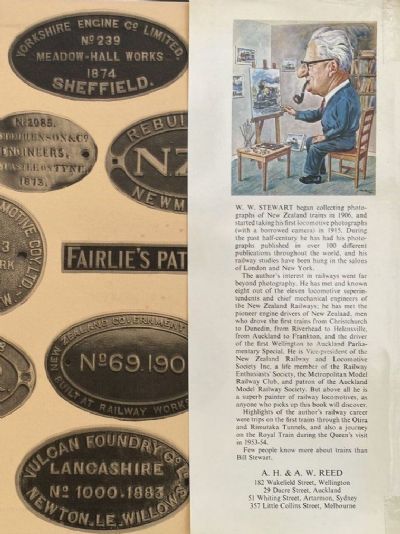 YORKSHIRE ENGINE Co LIMITED.
No 239
MEADOW-HALL WORKS
1874
SHEFFIELD.
No 2085.
ENGINEERS,
1873.
REBUI
NZ
NEWM
OMOTIVE COY LTD
3
RK
FAIRLIE'S PAT
NEW ZEALAND GOVERNMENT
No 69.190
ILT AT RAILWAY WORKS
VULCAN FOUNDRY Co
LANCASHIRE
No 1000-1883
NEWTON.LE.WILLOWS
W. W. STEWART began collecting photo-
graphs of New Zealand trains in 1906, and
started taking his first locomotive photographs
(with a borrowed camera) in 1915. During
the past half-century he has had his photo-
graphs published in over 100 different
publications throughout the world, and his
railway studies have been hung in the salons
of London and New York.
The author's interest in railways went far
beyond photography. He has met and known
eight out of the eleven locomotive superin-
tendents and chief mechanical engineers of
the New Zealand Railways; he has met the
pioneer engine drivers of New Zealand, men
who drove the first trains from Christchurch
to Dunedin, from Riverhead to Helensville,
from Auckland to Frankton, and the driver
of the first Wellington to Auckland Parlia-
mentary Special. He is Vice-president of the
New Zealand Railway and Locomotive
Society Inc, a life member of the Railway
Enthusiasts' Society, the Metropolitan Model
Railway Club, and patron of the Auckland
Model Railway Society. But above all he is
a superb painter of railway locomotives, as
anyone who picks up this book will discover.
Highlights of the author's railway career
were trips on the first trains through the Otira
and Rimutaka Tunnels, and also a journey
on the Royal Train during the Queen's visit
in 1953-54.
Few people know more about trains than
Bill Stewart.
A. H. & A. W. REED
182 Wakefield Street, Wellington
29 Dacre Street, Auckland
51 Whiting Street, Artarmon, Sydney
357 Little Collins Street, Melbourne